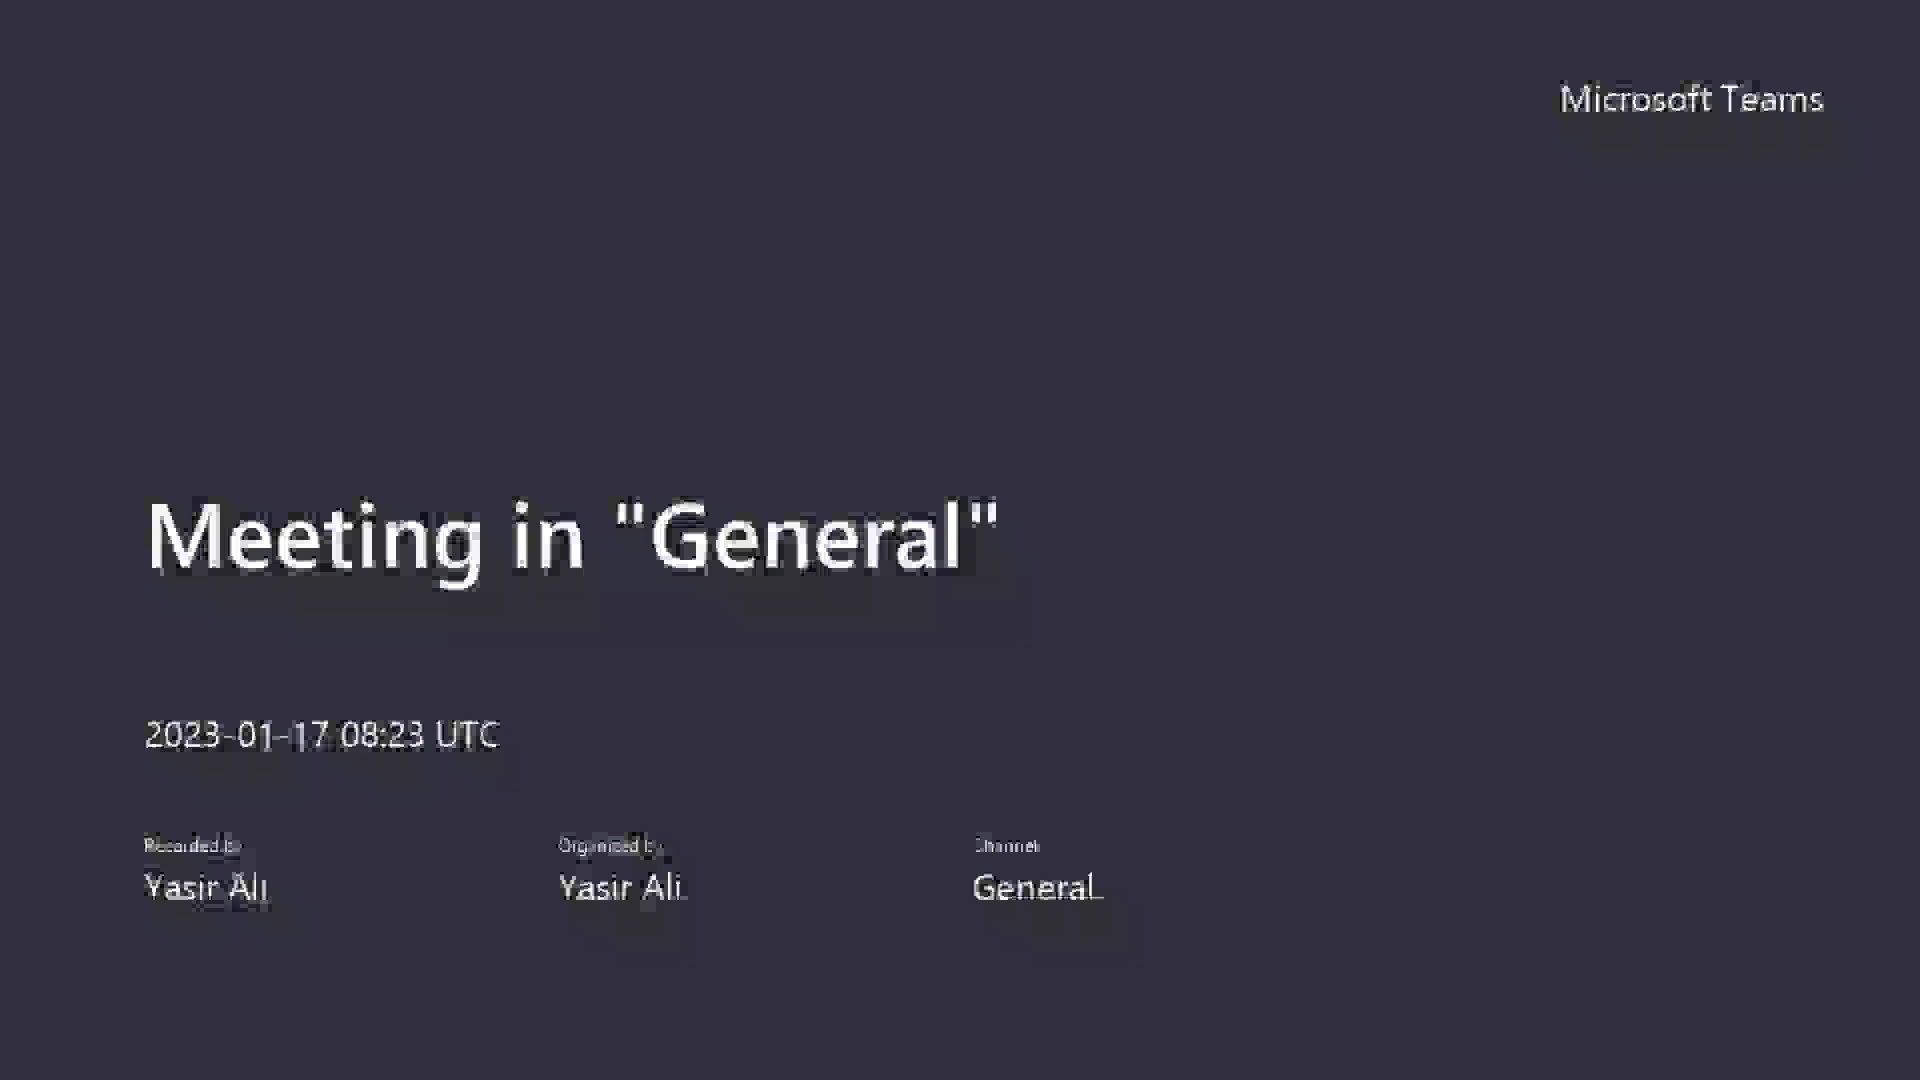 Microsoft Teams
Meeting in "General"
2023-01-17 08:23 UTC
Recorded by
Organized by
Channel
Yasir Ali
Yasir Ali
General